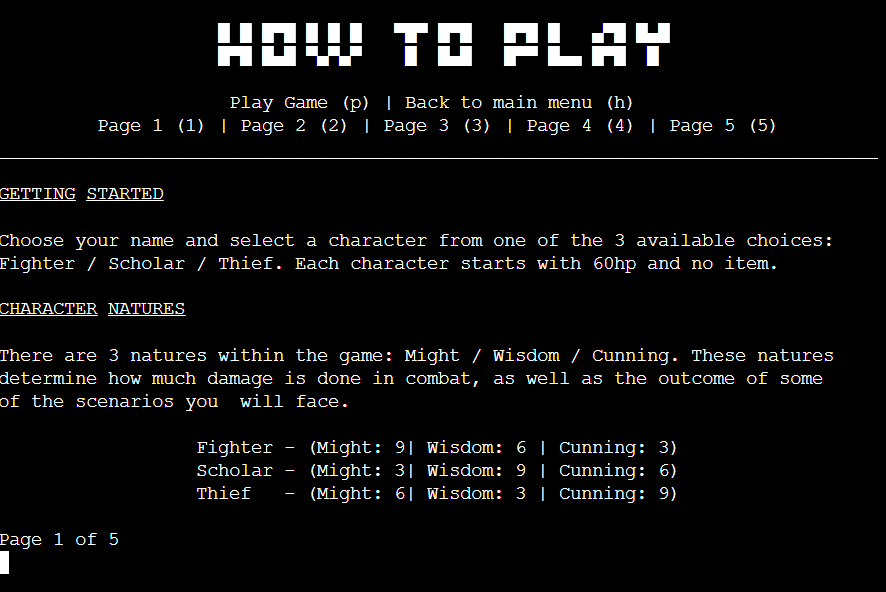 HOW TO PLAY
Play Game (p) | Back to main menu (h)
Page 1 (1) | Page 2 (2) | Page 3 (3) | Page 4 (4) | Page 5 (5)
GETTING STARTED
Choose your name and select a character from one of the 3 available choices:
Fighter / Scholar / Thief. Each character starts with 60hp and no item.
CHARACTER NATURES
There are 3 natures within the game: Might / Wisdom / Cunning. These natures
determine how much damage is done in combat, as well as the outcome of some
of the scenarios you  will face.
Fighter - (Might: 9| Wisdom: 6 | Cunning: 3)
Scholar - (Might: 3| Wisdom: 9 | Cunning: 6)
Thief   - (Might: 6| Wisdom: 3 | Cunning: 9)
Page 1 of 5